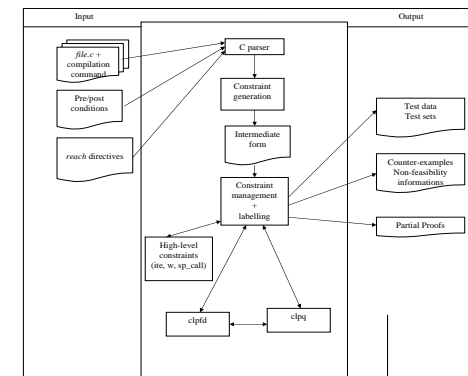 Input
Output
file.c +
compilation
command
C parser
Pre/post
conditions
Constraint
generation
Test data
Test sets
reach directives
Intermediate
form
Counter-examples
Non-feasibility
informations
Constraint
management
+
labelling
Partial Proofs
High-level
constraints
(ite, w, sp_call)
clpfd
clpq